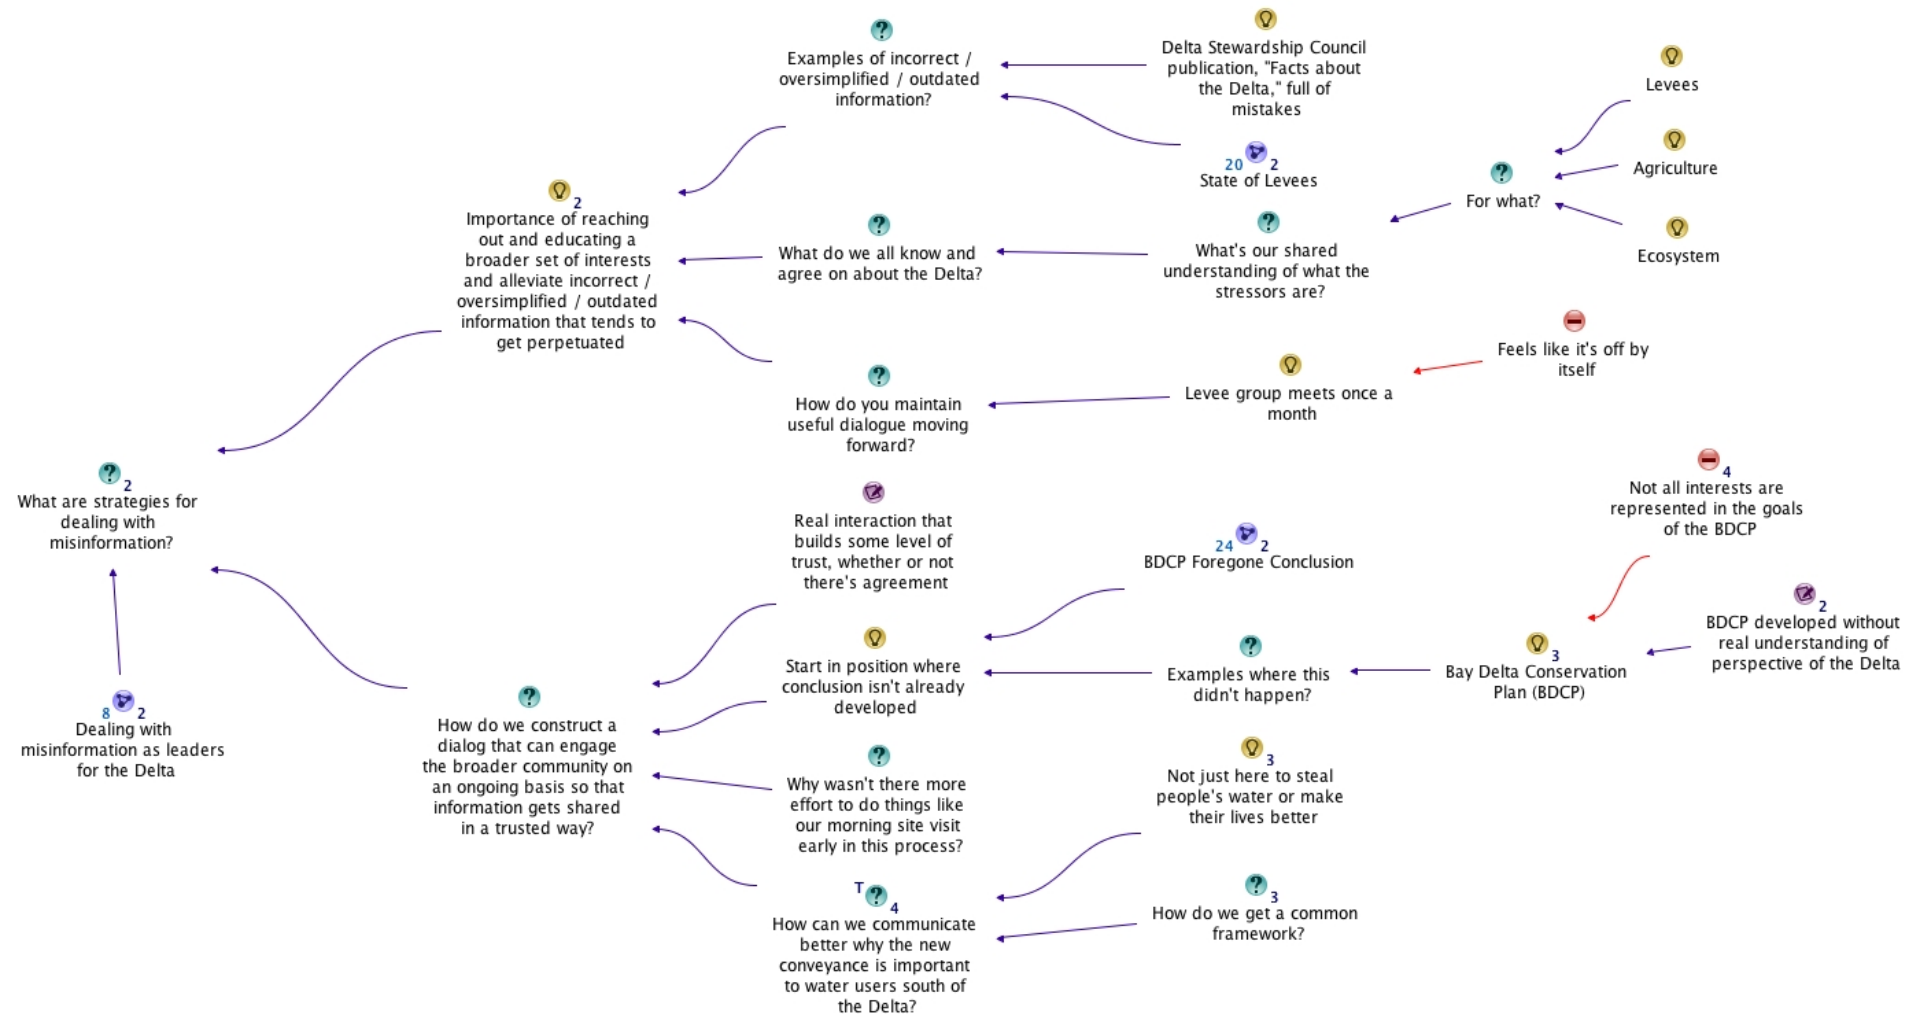 Examples of incorrect /
oversimplified / outdated
information?
Delta Stewardship Council
publication, "Facts about
the Delta," full of
mistakes
Levees
20 2
State of Levees
Agriculture
For what?
Ecosystem
2
Importance of reaching
out and educating a
broader set of interests
and alleviate incorrect /
oversimplified / outdated
information that tends to
get perpetuated
What do we all know and
agree on about the Delta?
What's our shared
understanding of what the
stressors are?
How do you maintain
useful dialogue moving
forward?
Levee group meets once a
month
Feels like it's off by
itself
2
What are strategies for
dealing with
misinformation?
8 2
Dealing with
misinformation as leaders
for the Delta
How do we construct a
dialog that can engage
the broader community on
an ongoing basis so that
information gets shared
in a trusted way?
Real interaction that
builds some level of
trust, whether or not
there's agreement
Start in position where
conclusion isn't already
developed
24 2
BDCP Foregone Conclusion
Examples where this
didn't happen?
3
Bay Delta Conservation
Plan (BDCP)
4
Not all interests are
represented in the goals
of the BDCP
2
BDCP developed without
real understanding of
perspective of the Delta
Why wasn't there more
effort to do things like
our morning site visit
early in this process?
T
4
How can we communicate
better why the new
conveyance is important
to water users south of
the Delta?
3
Not just here to steal
people's water or make
their lives better
3
How do we get a common
framework?